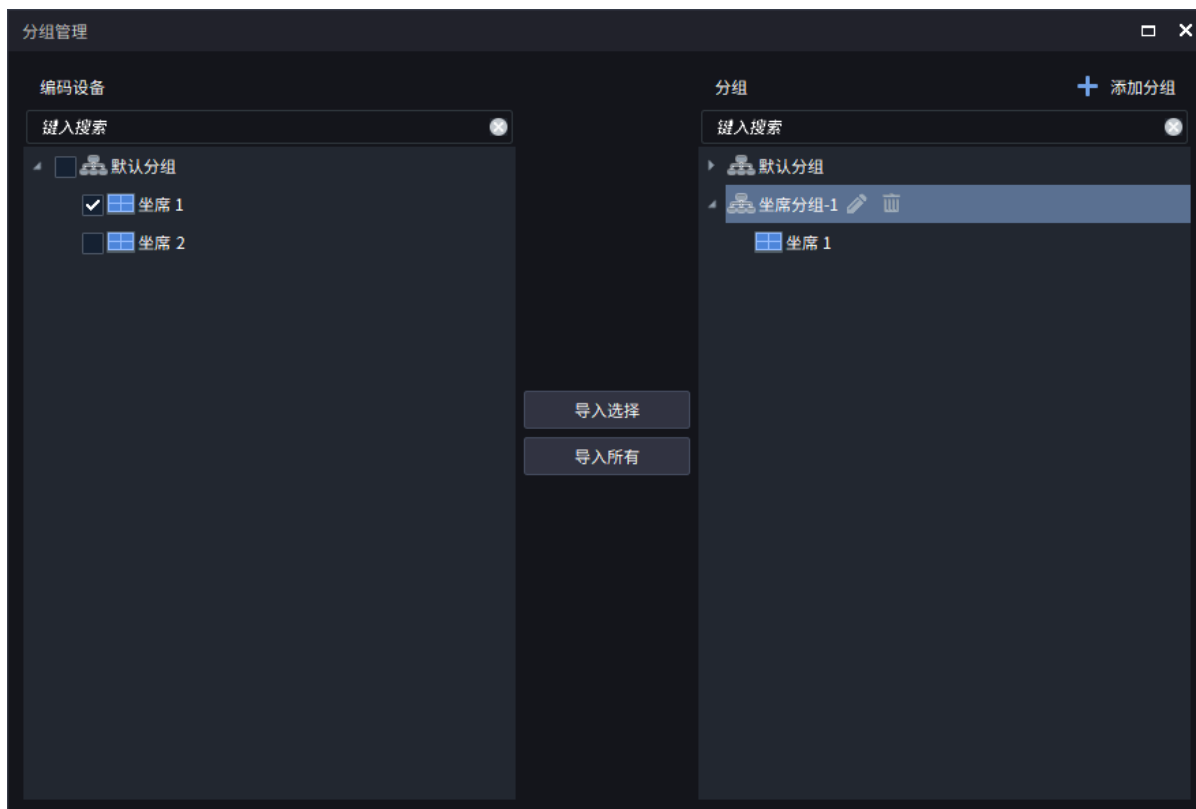 分组管理
编码设备
键入搜索
默认分组
坐席 1
坐席 2
导入选择
导入所有
分组
添加分组
键入搜索
默认分组
坐席分组-1
坐席 1